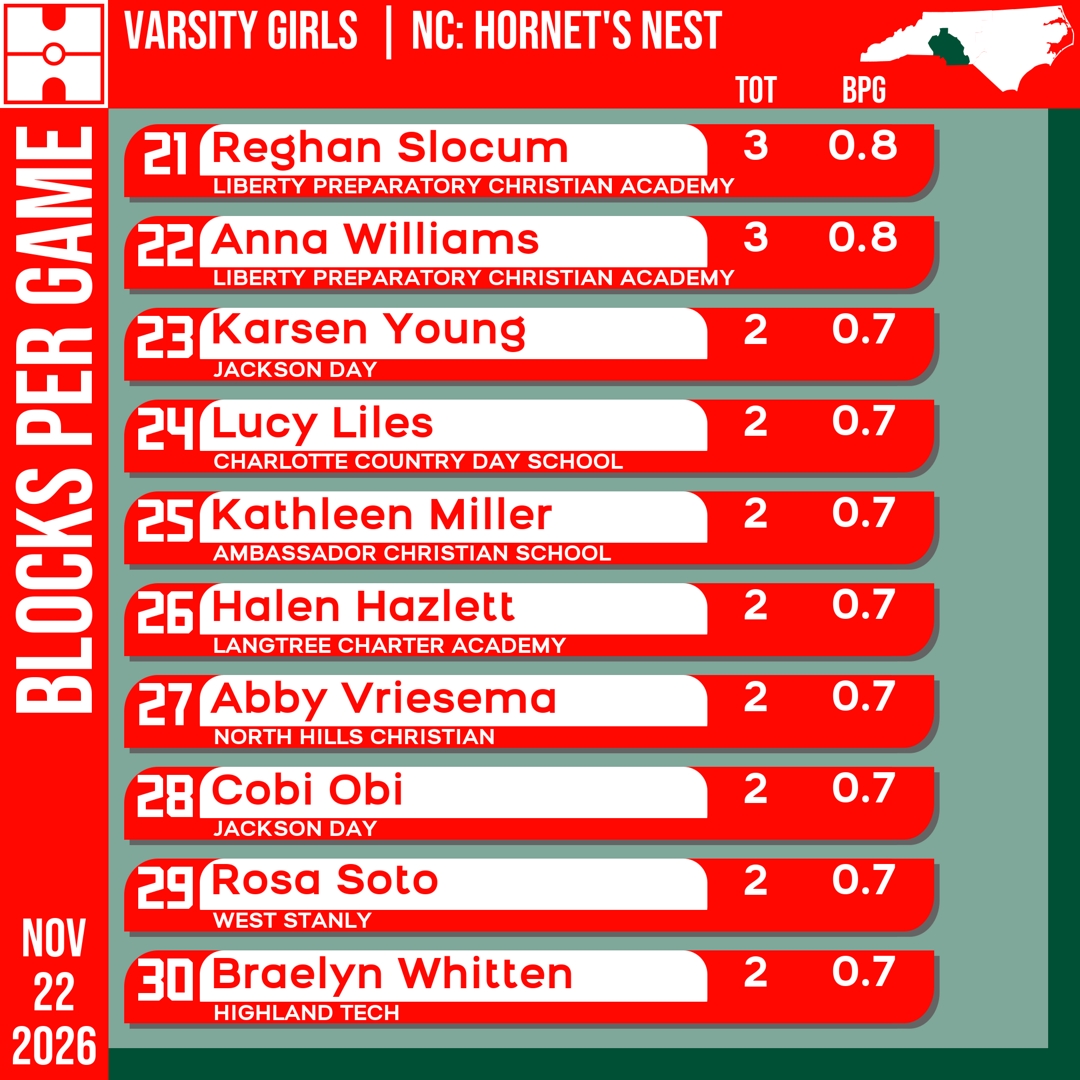 VARSITY GIRLS | NC: HORNET'S NEST
TOT BPG
BLOCKS PER GAME
21 Reghan Slocum 3 0.8
LIBERTY PREPARATORY CHRISTIAN ACADEMY
22 Anna Williams 3 0.8
LIBERTY PREPARATORY CHRISTIAN ACADEMY
23 Karsen Young 2 0.7
JACKSON DAY
24 Lucy Liles 2 0.7
CHARLOTTE COUNTRY DAY SCHOOL
25 Kathleen Miller 2 0.7
AMBASSADOR CHRISTIAN SCHOOL
26 Halen Hazlett 2 0.7
LANGTREE CHARTER ACADEMY
27 Abby Vriesema 2 0.7
NORTH HILLS CHRISTIAN
28 Cobi Obi 2 0.7
JACKSON DAY
29 Rosa Soto 2 0.7
WEST STANLY
30 Braelyn Whitten 2 0.7
HIGHLAND TECH
NOV
22
2026